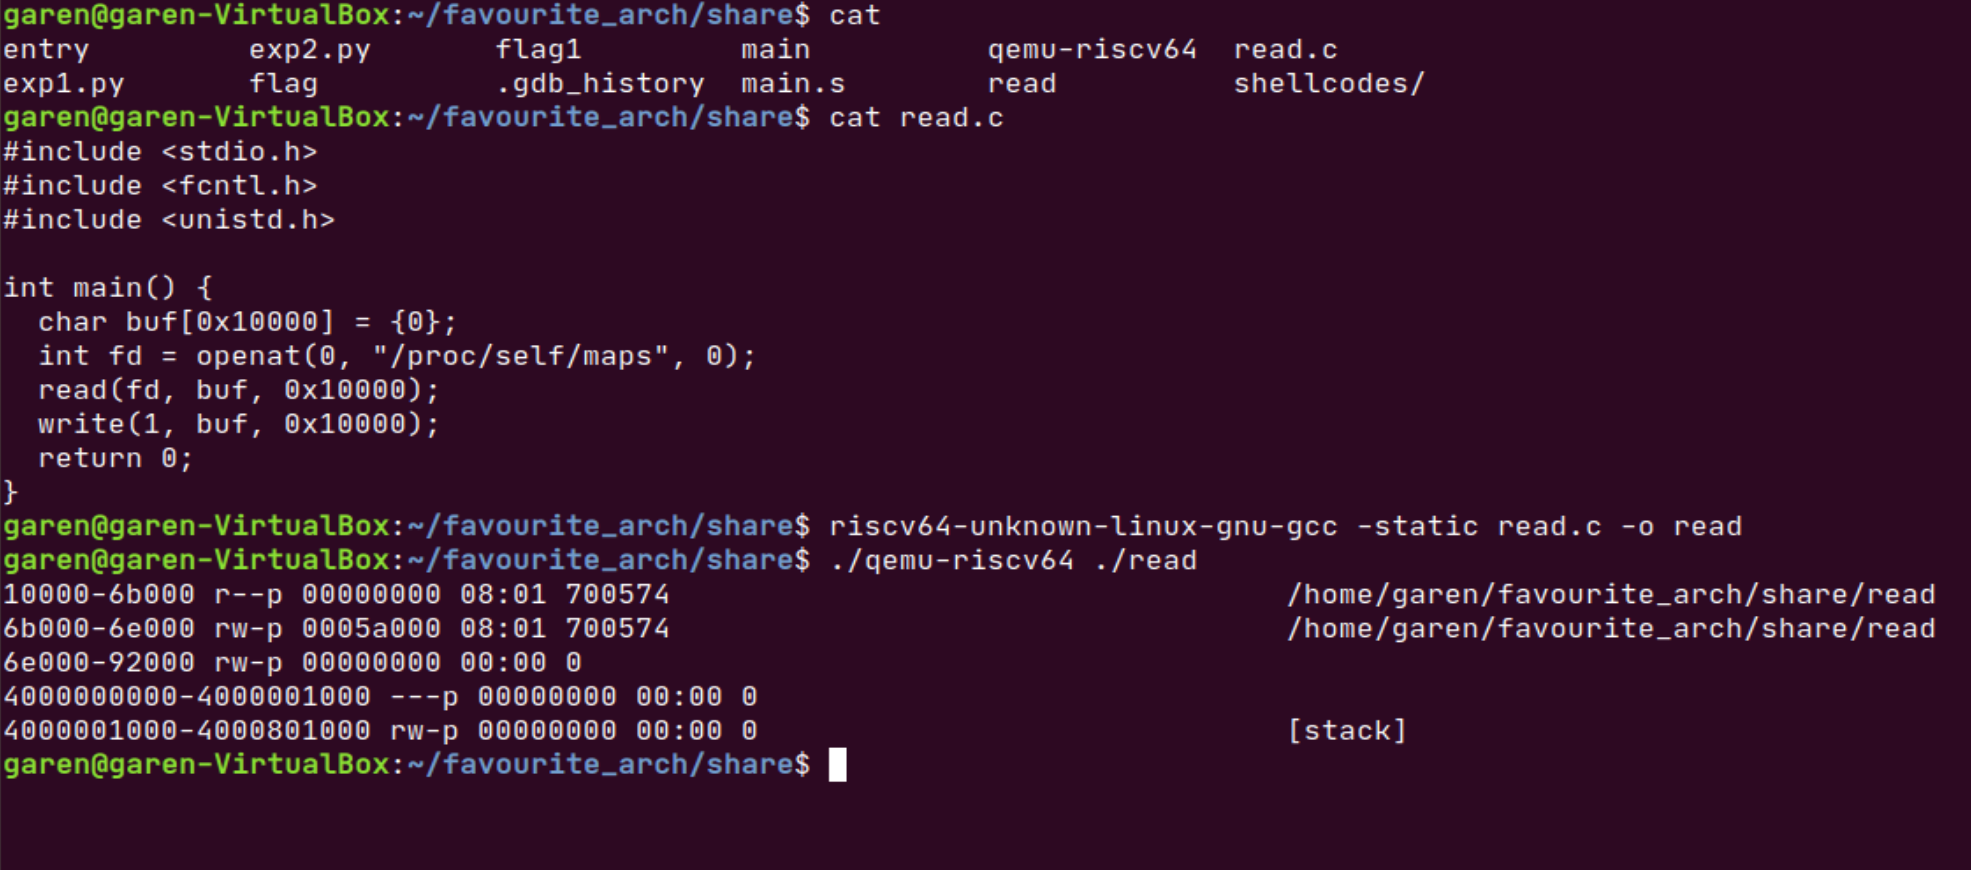 garen@garen-VirtualBox:~/favourite_arch/share$ cat
entry         exp2.py       flag1         main          qemu-riscv64  read.c
exp1.py       flag          .gdb_history  main.s        read          shellcodes/
garen@garen-VirtualBox:~/favourite_arch/share$ cat read.c
#include <stdio.h>
#include <fcntl.h>
#include <unistd.h>

int main() {
  char buf[0x10000] = {0};
  int fd = openat(0, "/proc/self/maps", 0);
  read(fd, buf, 0x10000);
  write(1, buf, 0x10000);
  return 0;
}
garen@garen-VirtualBox:~/favourite_arch/share$ riscv64-unknown-linux-gnu-gcc -static read.c -o read
garen@garen-VirtualBox:~/favourite_arch/share$ ./qemu-riscv64 ./read
10000-6b000 r--p 00000000 08:01 700574                                   /home/garen/favourite_arch/share/read
6b000-6e000 rw-p 0005a000 08:01 700574                                   /home/garen/favourite_arch/share/read
6e000-92000 rw-p 00000000 00:00 0
4000000000-4000001000 ---p 00000000 00:00 0
4000001000-4000801000 rw-p 00000000 00:00 0                              [stack]
garen@garen-VirtualBox:~/favourite_arch/share$